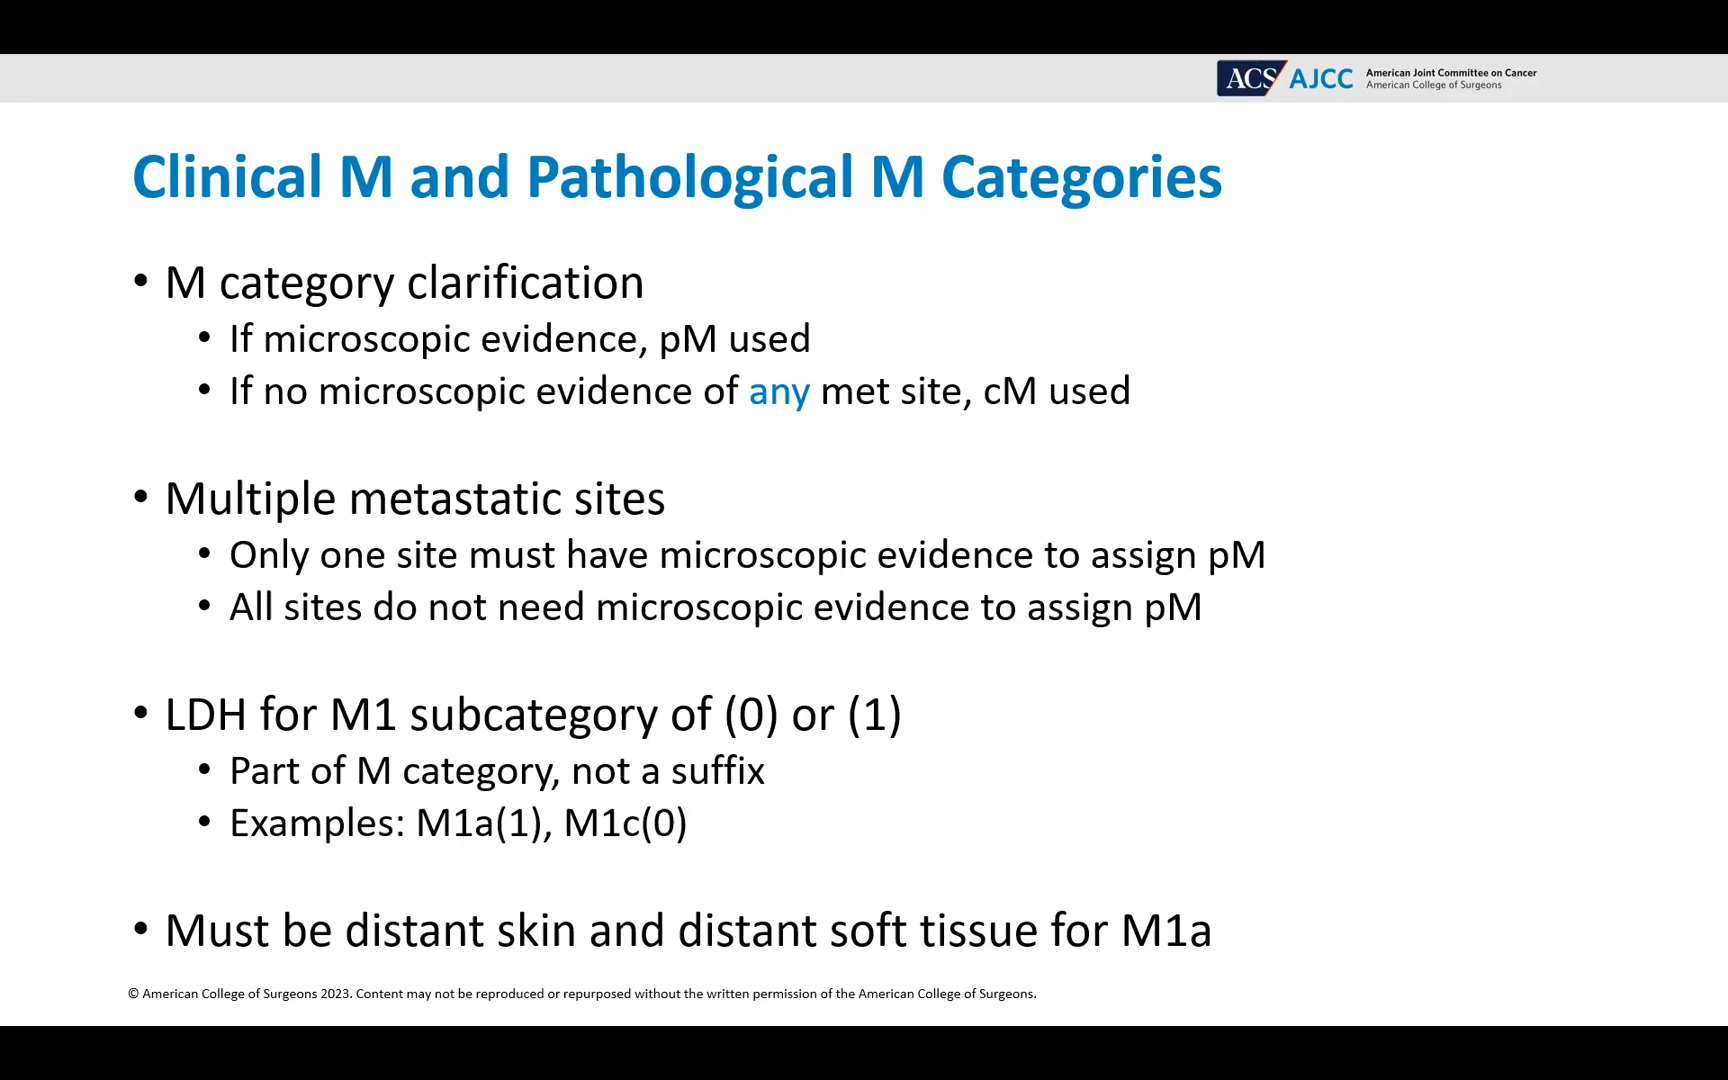 ACS AJCC American Joint Committee on Cancer
American College of Surgeons
Clinical M and Pathological M Categories
• M category clarification
• If microscopic evidence, pM used
• If no microscopic evidence of any met site, cM used
• Multiple metastatic sites
• Only one site must have microscopic evidence to assign pM
• All sites do not need microscopic evidence to assign pM
• LDH for M1 subcategory of (0) or (1)
• Part of M category, not a suffix
• Examples: M1a(1), M1c(0)
• Must be distant skin and distant soft tissue for M1a
© American College of Surgeons 2023. Content may not be reproduced or repurposed without the written permission of the American College of Surgeons.